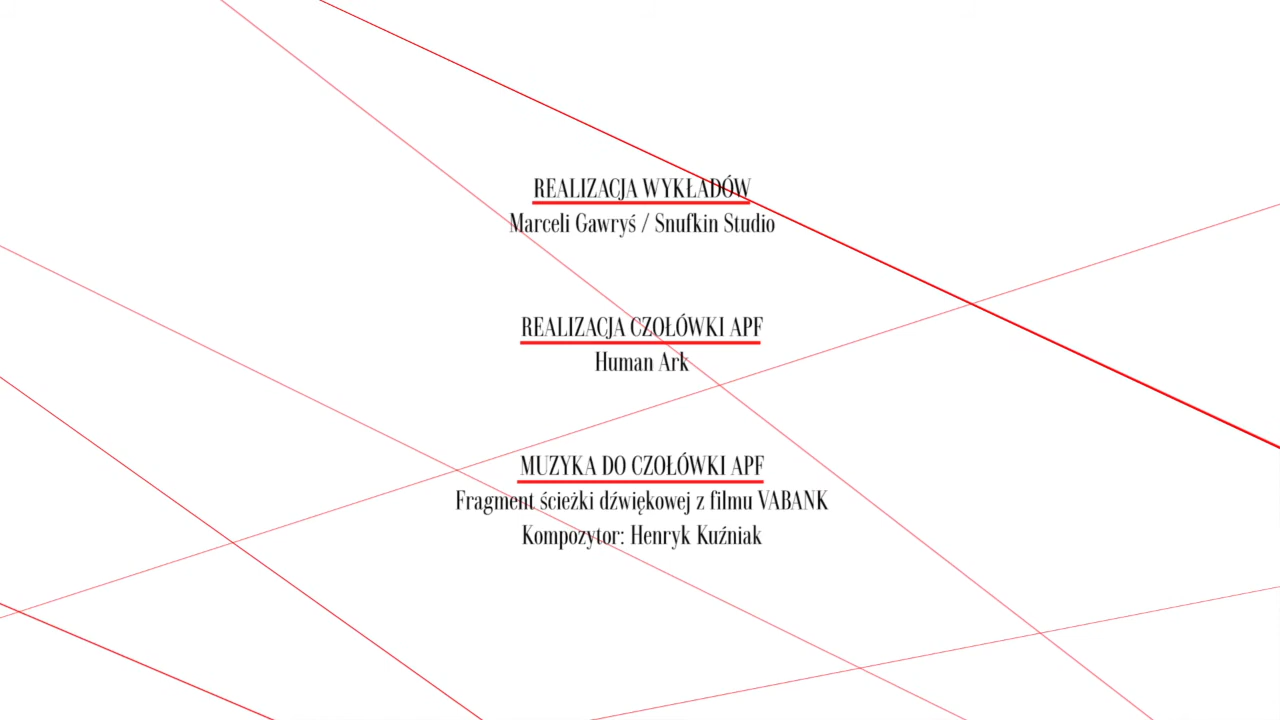 REALIZACJA WYKŁADÓW
Marceli Gawryś / Snufkin Studio
REALIZACJA CZOŁÓWKI APF
Human Ark
MUZYKA DO CZOŁÓWKI APF
Fragment ścieżki dźwiękowej z filmu VABANK
Kompozytor: Henryk Kuźniak